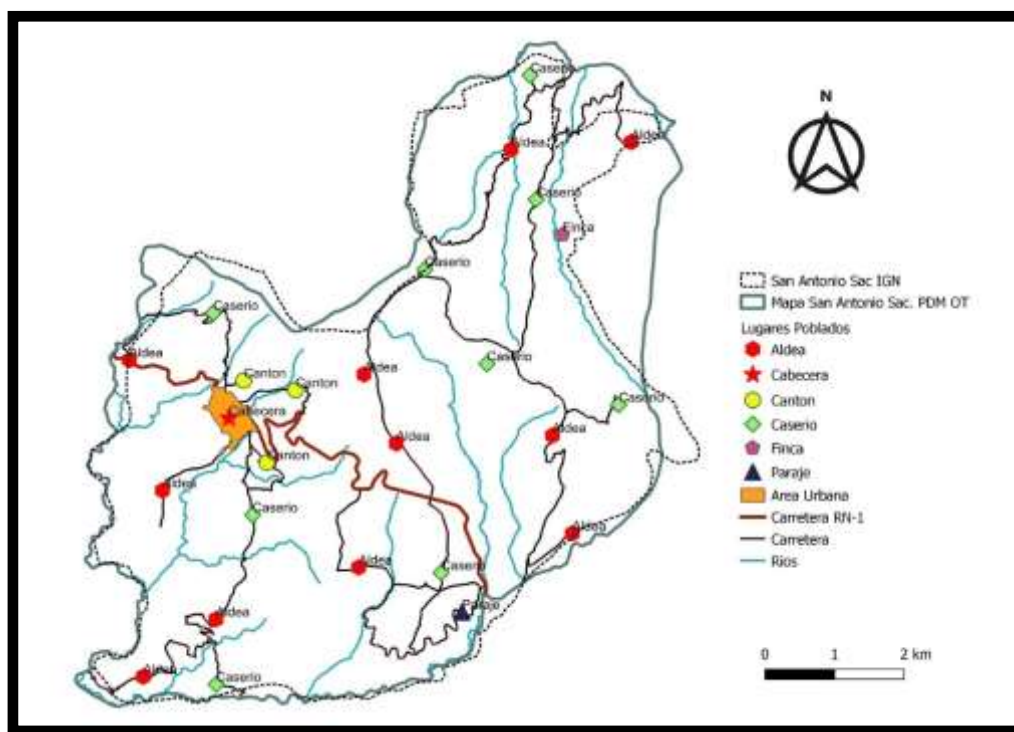 Caserio
N
Aldea
Aldea
Caserio
Finca
Caserio
Caserio
Aldea
Canton
Canton
Aldea
Caserio
Caserio
Cabecera
Aldea
Aldea
Canton
Aldea
Caserio
Aldea
Aldea
Caserio
Paraje
Aldea
Aldea
Caserio
San Antonio Sac IGN
Mapa San Antonio Sac. PDM OT
Lugares Poblados
Aldea
Cabecera
Canton
Caserio
Finca
Paraje
Area Urbana
Carretera RN-1
Carretera
Rios
0 1 2 km